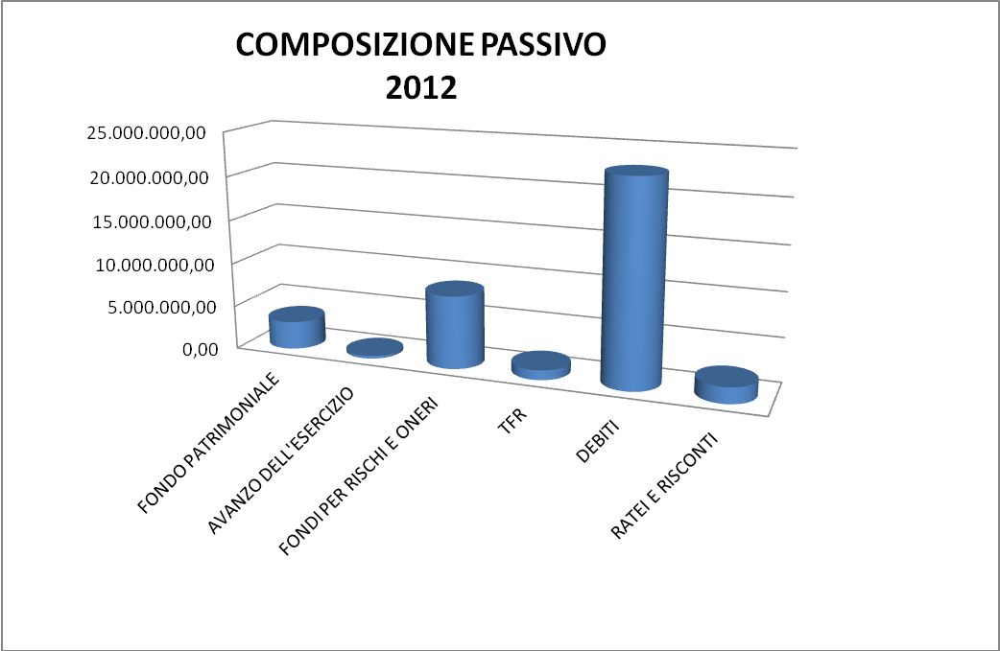 COMPOSIZIONE PASSIVO
2012
25.000.000,00
20.000.000,00
15.000.000,00
10.000.000,00
5.000.000,00
0,00
FONDO PATRIMONIALE
AVANZO DELL'ESERCIZIO
FONDI PER RISCHI E ONERI
TFR
DEBITI
RATEI E RISCONTI